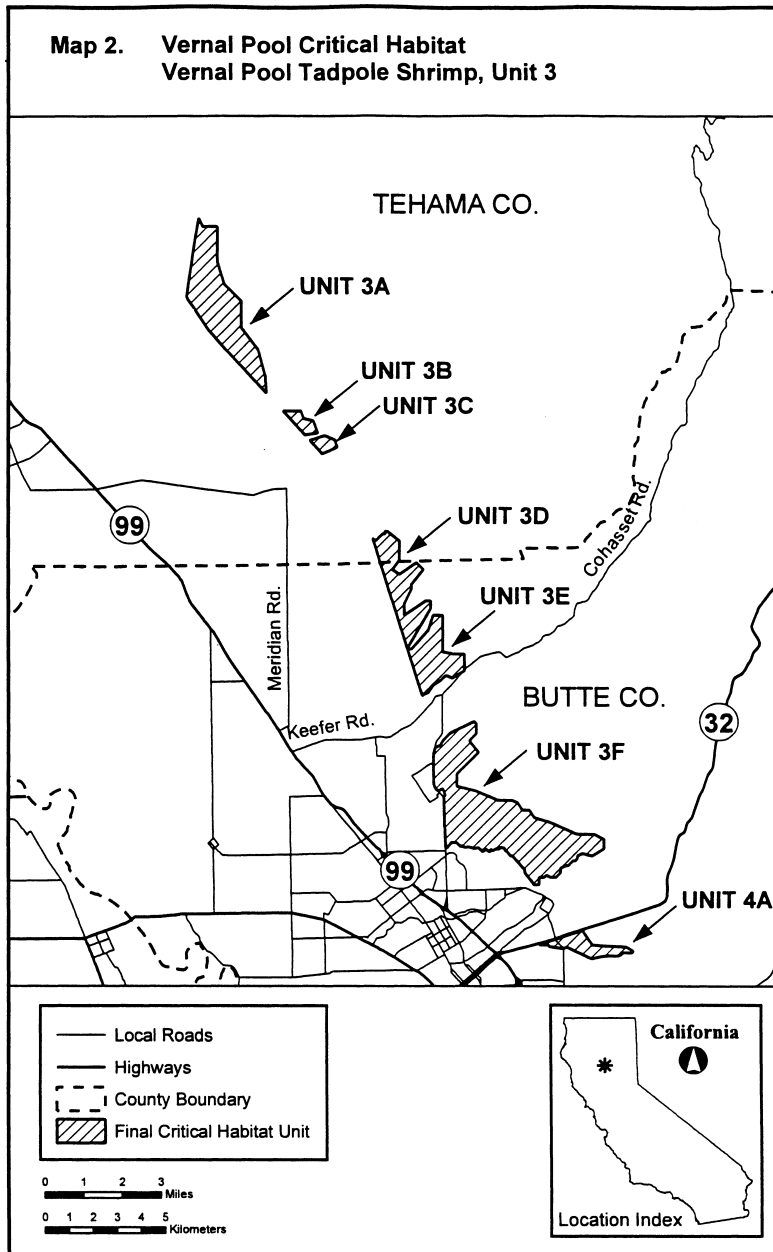 Map 2. Vernal Pool Critical Habitat
Vernal Pool Tadpole Shrimp, Unit 3
TEHAMA CO.
UNIT 3A
UNIT 3B
UNIT 3C
99
UNIT 3D
Cohasset Rd.
UNIT 3E
Meridian Rd.
BUTTE CO.
32
Keefer Rd.
UNIT 3F
99
UNIT 4A
Local Roads
Highways
County Boundary
Final Critical Habitat Unit
0 1 2 3
Miles
0 1 2 3 4 5
Kilometers
California
Location Index